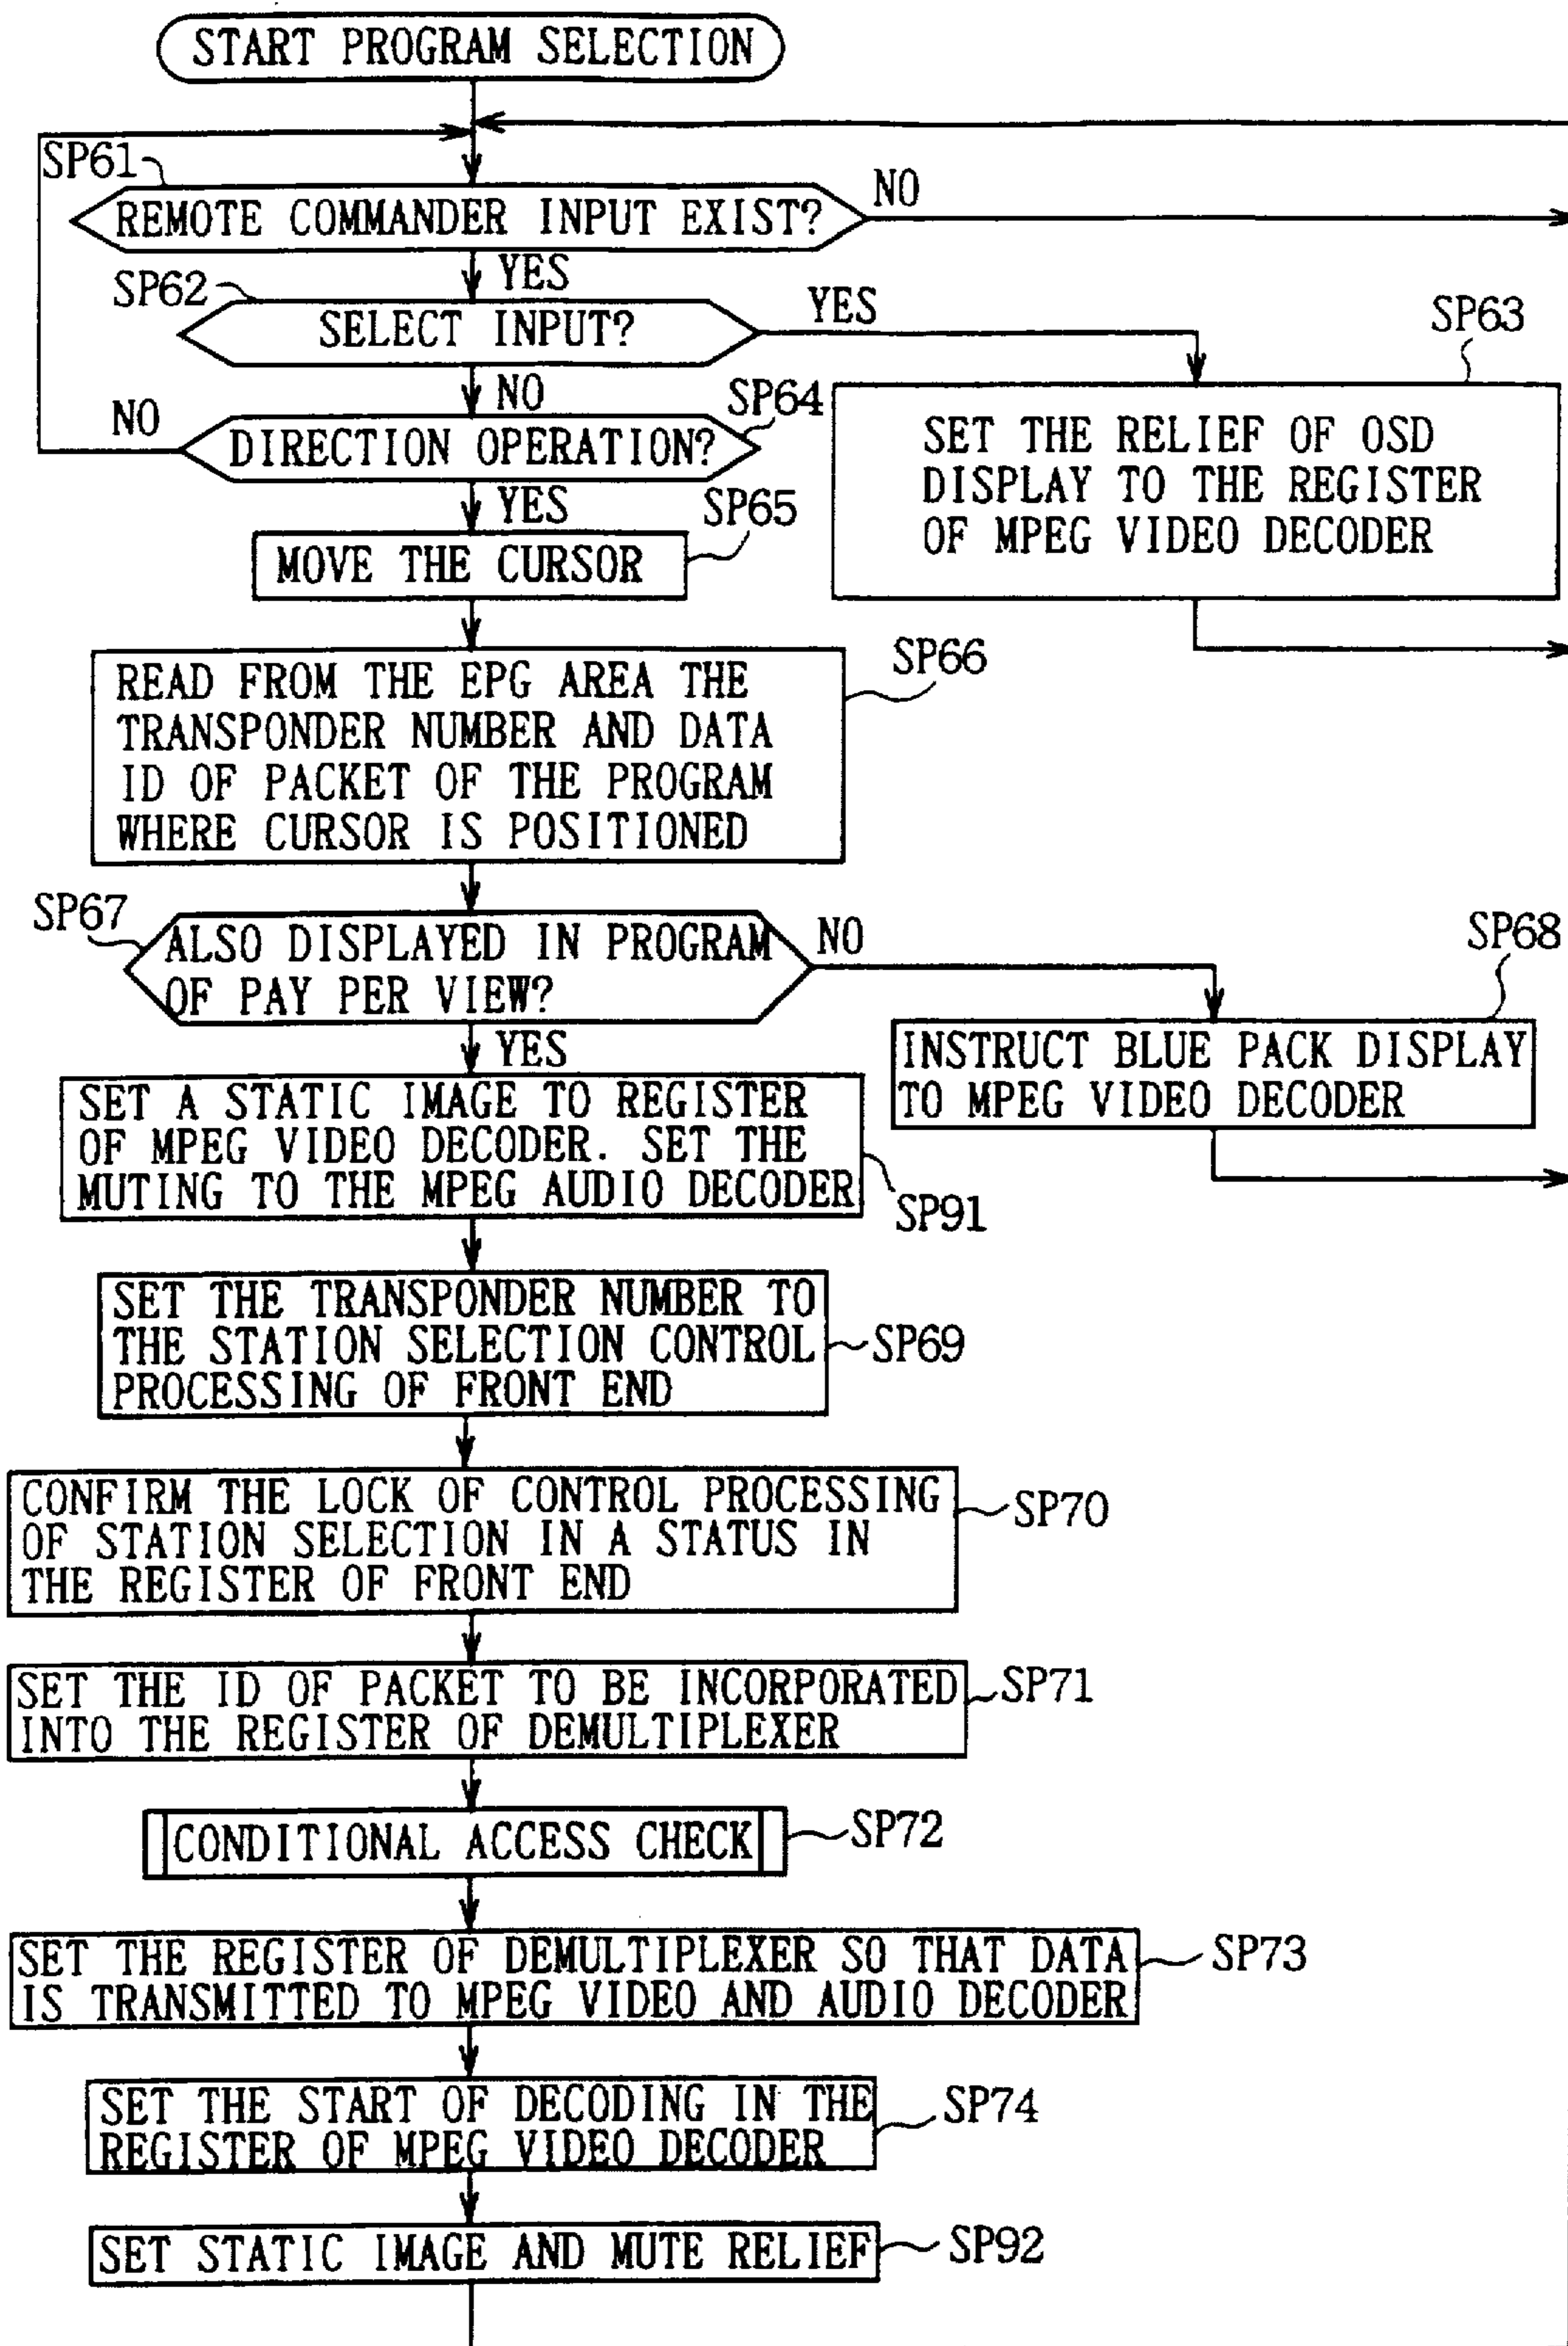 START PROGRAM SELECTION
SP61
REMOTE COMMANDER INPUT EXIST?
NO
YES
SP62
SELECT INPUT?
YES
SP63
SET THE RELIEF OF OSD
DISPLAY TO THE REGISTER
OF MPEG VIDEO DECODER
NO
SP64
NO
DIRECTION OPERATION?
YES
SP65
MOVE THE CURSOR
SP66
READ FROM THE EPG AREA THE
TRANSPONDER NUMBER AND DATA
ID OF PACKET OF THE PROGRAM
WHERE CURSOR IS POSITIONED
SP67
ALSO DISPLAYED IN PROGRAM
OF PAY PER VIEW?
NO
SP68
INSTRUCT BLUE PACK DISPLAY
TO MPEG VIDEO DECODER
YES
SET A STATIC IMAGE TO REGISTER
OF MPEG VIDEO DECODER. SET THE
MUTING TO THE MPEG AUDIO DECODER
SP91
SET THE TRANSPONDER NUMBER TO
THE STATION SELECTION CONTROL
PROCESSING OF FRONT END
SP69
CONFIRM THE LOCK OF CONTROL PROCESSING
OF STATION SELECTION IN A STATUS IN
THE REGISTER OF FRONT END
SP70
SET THE ID OF PACKET TO BE INCORPORATED
INTO THE REGISTER OF DEMULTIPLEXER
SP71
CONDITIONAL ACCESS CHECK
SP72
SET THE REGISTER OF DEMULTIPLEXER SO THAT DATA
IS TRANSMITTED TO MPEG VIDEO AND AUDIO DECODER
SP73
SET THE START OF DECODING IN THE
REGISTER OF MPEG VIDEO DECODER
SP74
SET STATIC IMAGE AND MUTE RELIEF
SP92